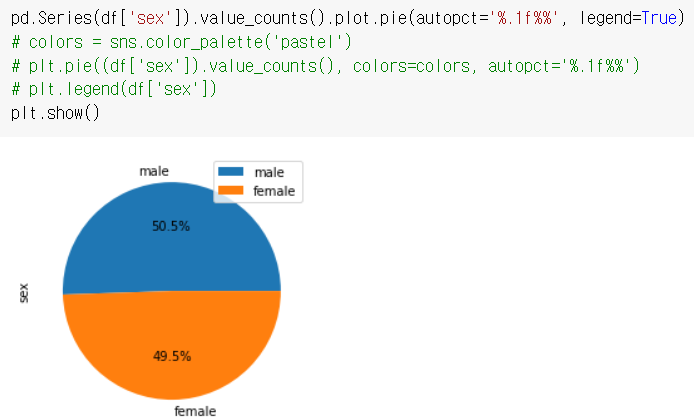 pd.Series(df['sex']).value_counts().plot.pie(autopct='%.1f%%', legend=True)
# colors = sns.color_palette('pastel')
# plt.pie((df['sex']).value_counts(), colors=colors, autopct='%.1f%%')
# plt.legend(df['sex'])
plt.show()
male
male
female
50.5%
sex
49.5%
female